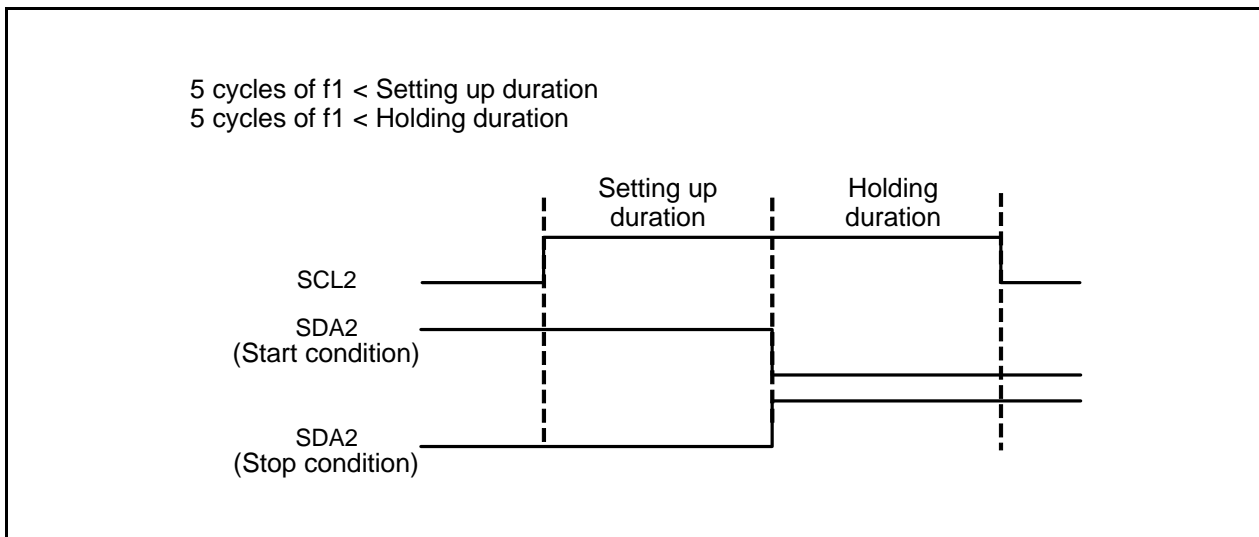 5 cycles of f1 < Setting up duration
5 cycles of f1 < Holding duration
Setting up
duration
Holding
duration
SCL2
SDA2
(Start condition)
SDA2
(Stop condition)